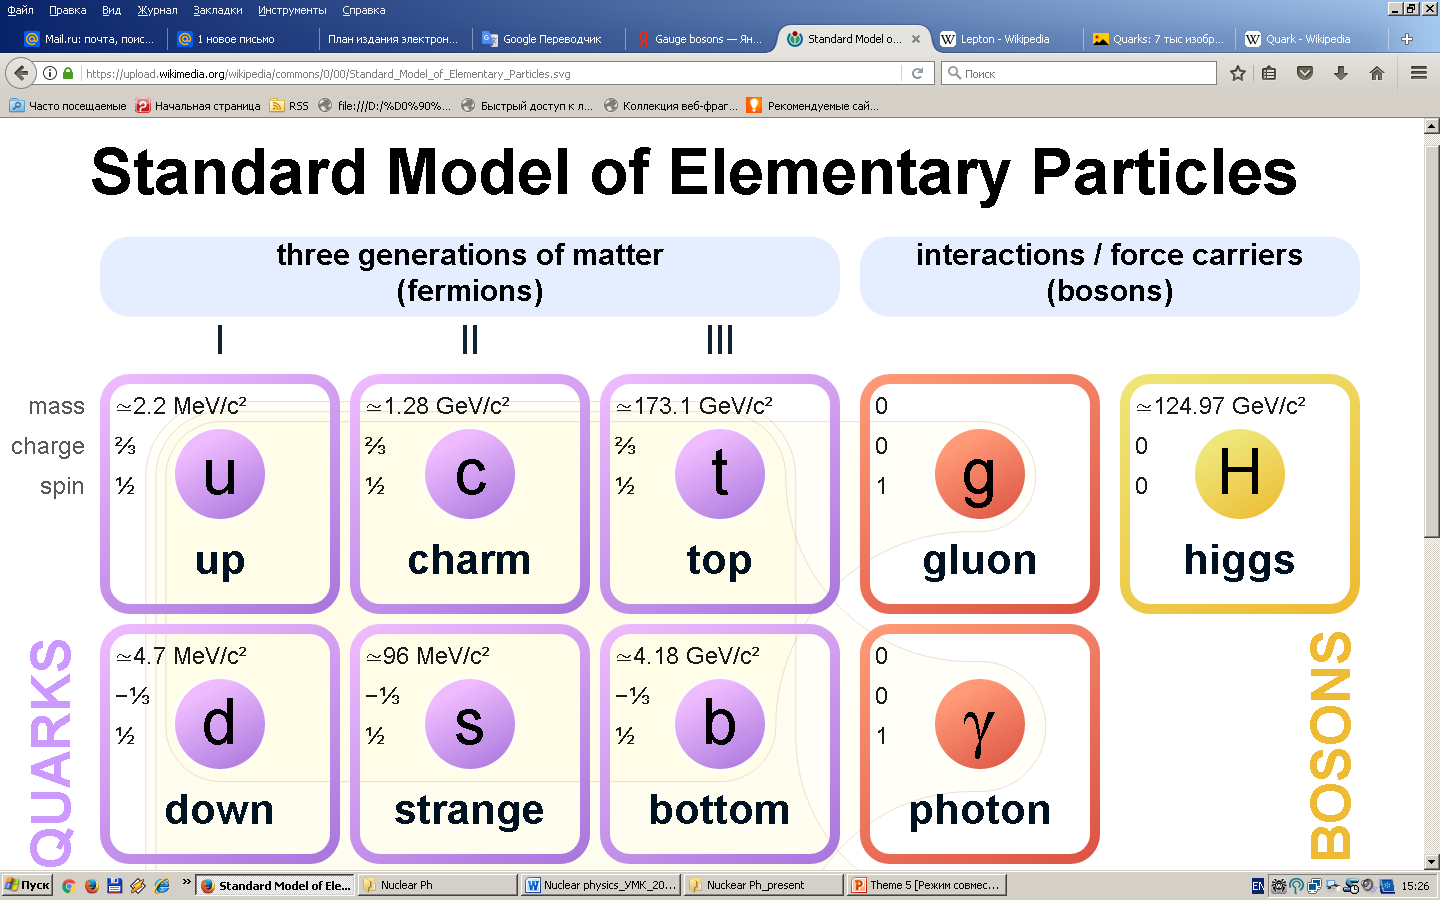 Файл Правка Вид Журнал Закладки Инструменты Справка
Mail.ru: почта, поис... 1 новое письмо План издания электрон... Google Переводчик Gauge bosons — Ян... Standard Model o... Lepton - Wikipedia Quarks: 7 тыс изобр... Quark - Wikipedia
https://upload.wikimedia.org/wikipedia/commons/0/00/Standard_Model_of_Elementary_Particles.svg Поиск
Часто посещаемые Начальная страница RSS file:///D:/%D0%90%... Быстрый доступ к л... Коллекция веб-фраг... Рекомендуемые сай...
Standard Model of Elementary Particles
three generations of matter
(fermions)
interactions / force carriers
(bosons)
I II III
mass ≃2.2 MeV/c² ≃1.28 GeV/c² ≃173.1 GeV/c² 0 ≃124.97 GeV/c²
charge ⅔ ⅔ ⅔ 0 0
spin ½ ½ ½ 1 0
u c t g H
up charm top gluon higgs
QUARKS
≃4.7 MeV/c² ≃96 MeV/c² ≃4.18 GeV/c² 0
−⅓ −⅓ −⅓ 0
½ ½ ½ 1
d s b γ
down strange bottom photon
BOSONS
Пуск Standard Model of Ele... Nuclear Ph Nuclear physics_УМК_20... Nuckear Ph_present Theme 5 [Режим совмес... EN 15:26